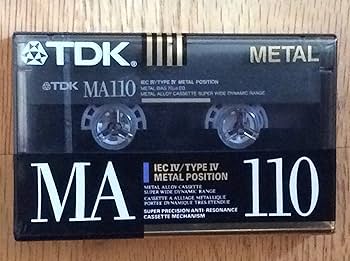 TDK METAL
TDK MA110 IEC IV/TYPE IV METAL POSITION
METAL BIAS 70μs EQ
METAL ALLOY CASSETTE SUPER WIDE DYNAMIC RANGE
MA 110
IEC IV/TYPE IV
METAL POSITION
METAL ALLOY CASSETTE
SUPER WIDE DYNAMIC RANGE
CASSETTE A ALLIAGE METALLIQUE
PORTEE DYNAMIQUE TRES ETENDUE
SUPER PRECISION ANTI-RESONANCE
CASSETTE MECHANISM